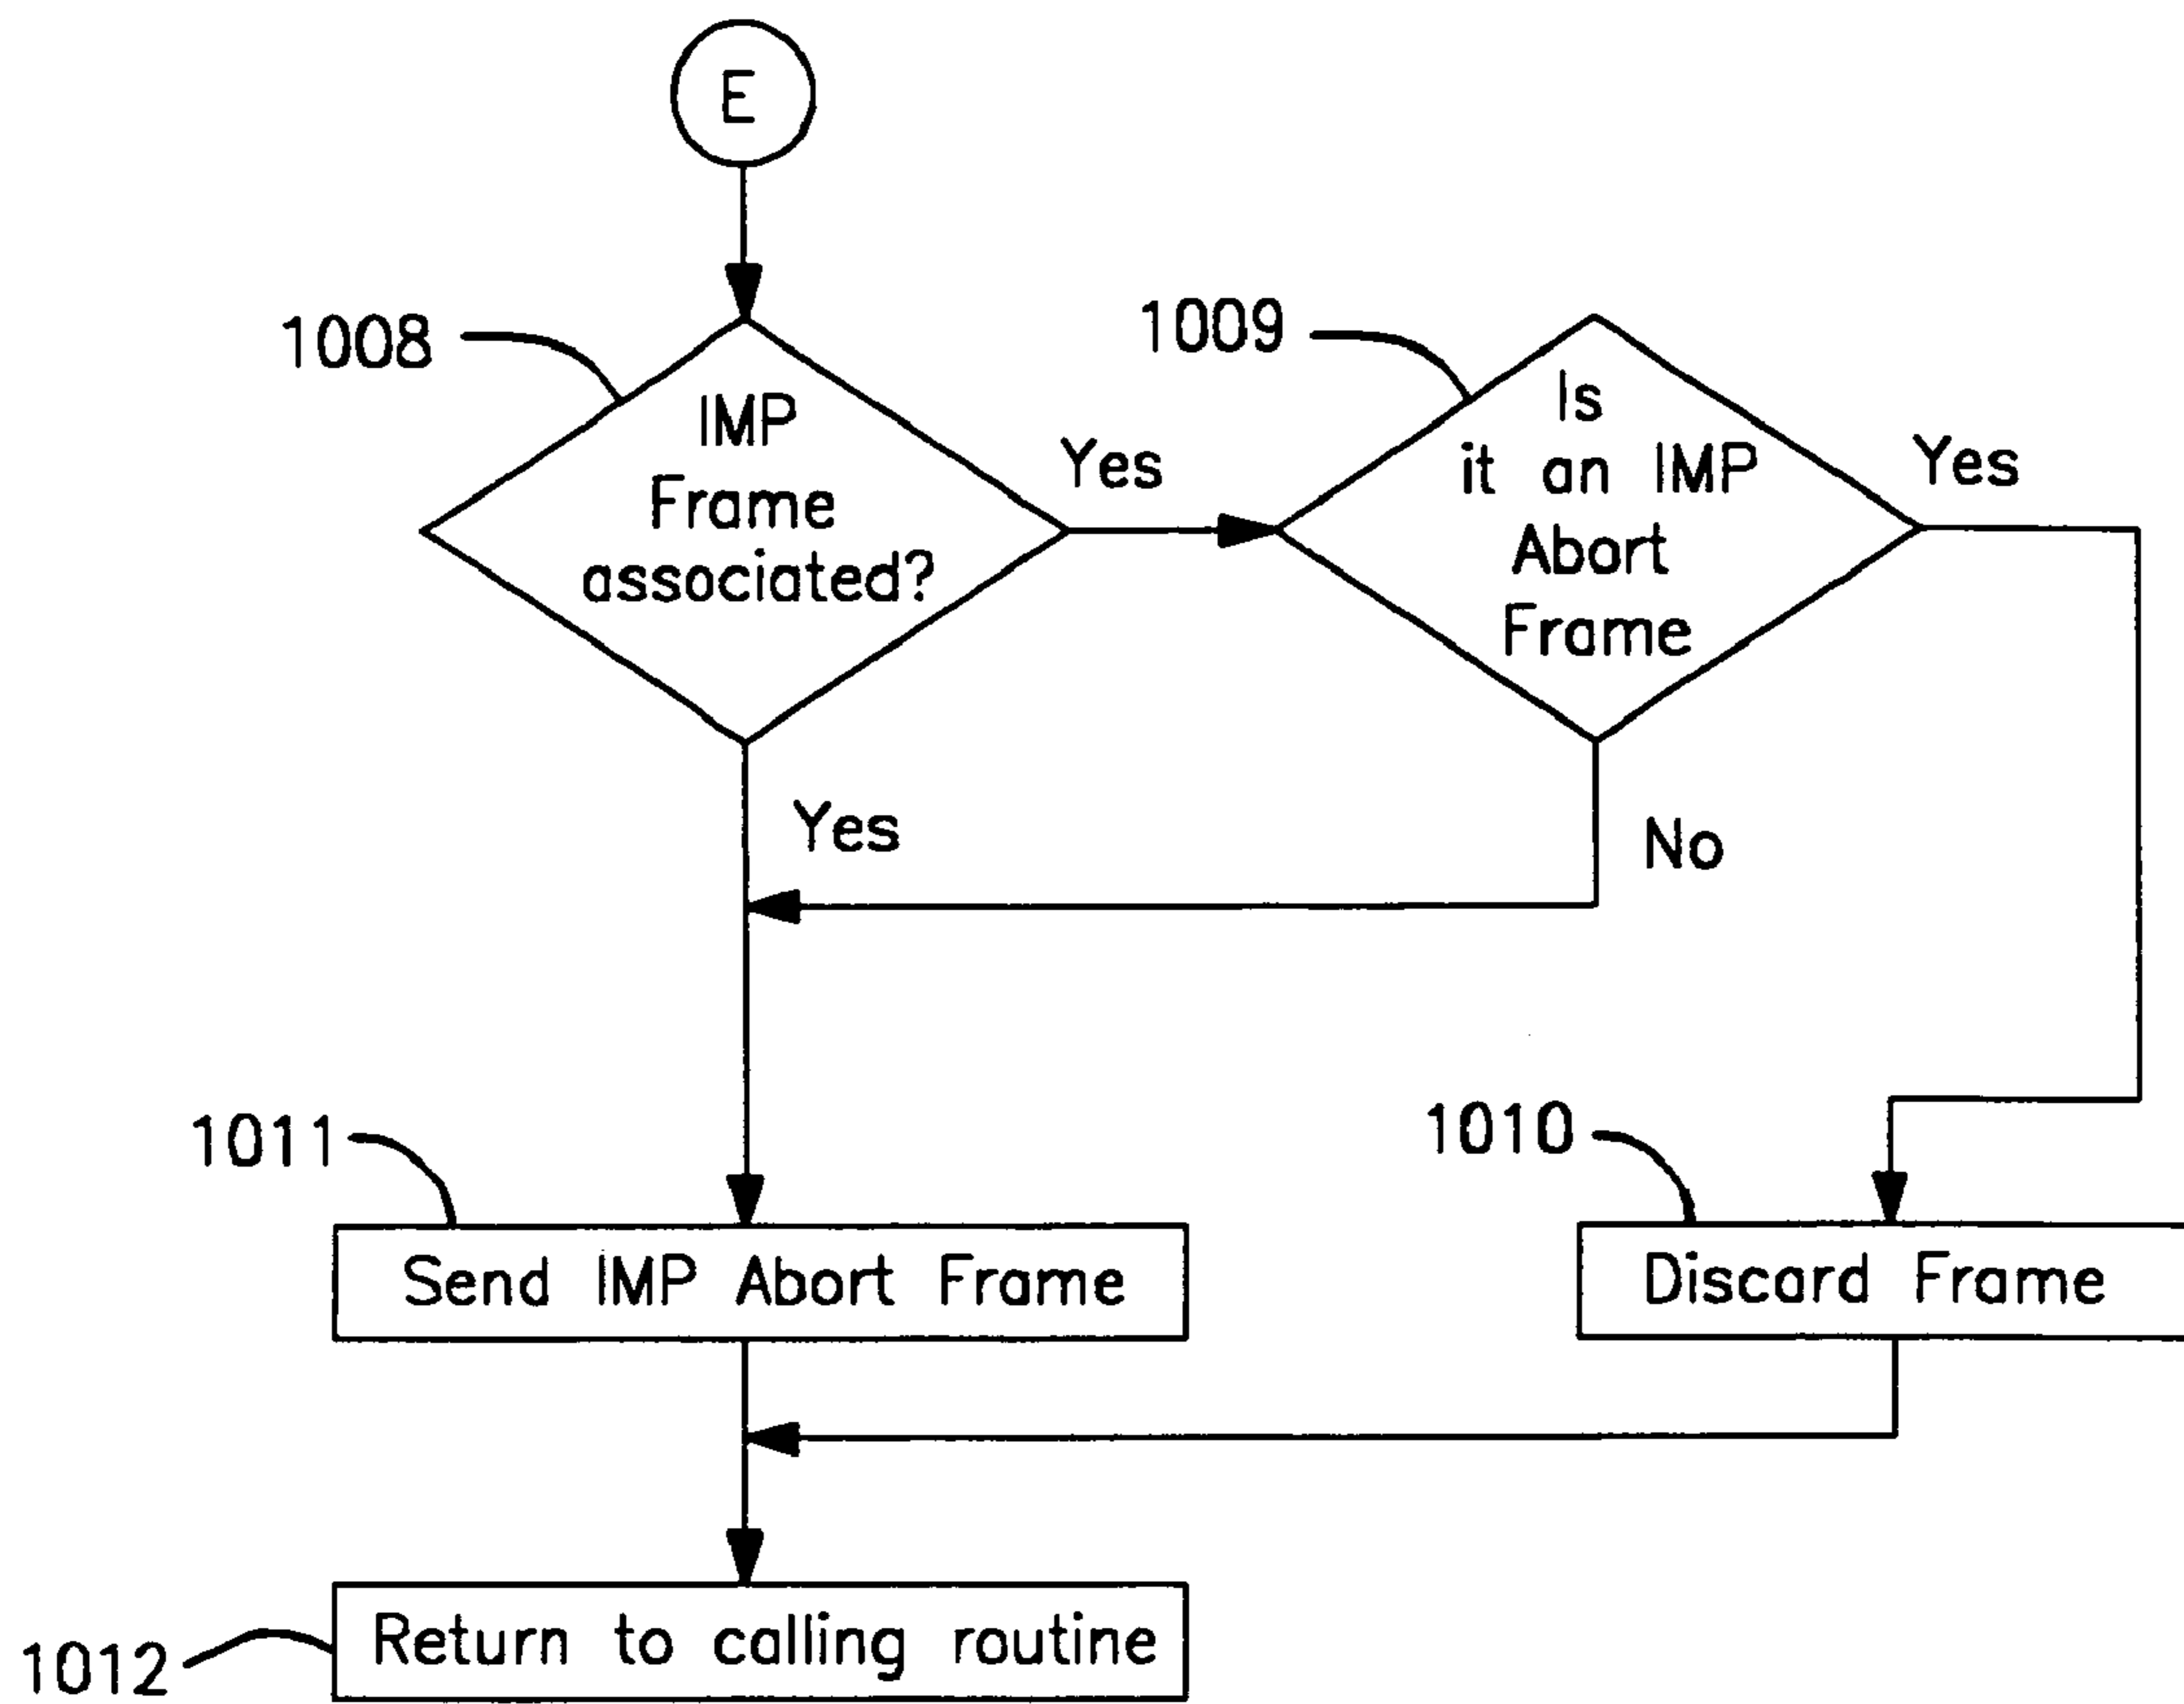 E
1008
IMP
Frame
associated?
Yes
1009
Is
it an IMP
Abort
Frame
Yes
Yes
No
1011
Send IMP Abort Frame
1010
Discard Frame
1012
Return to calling routine